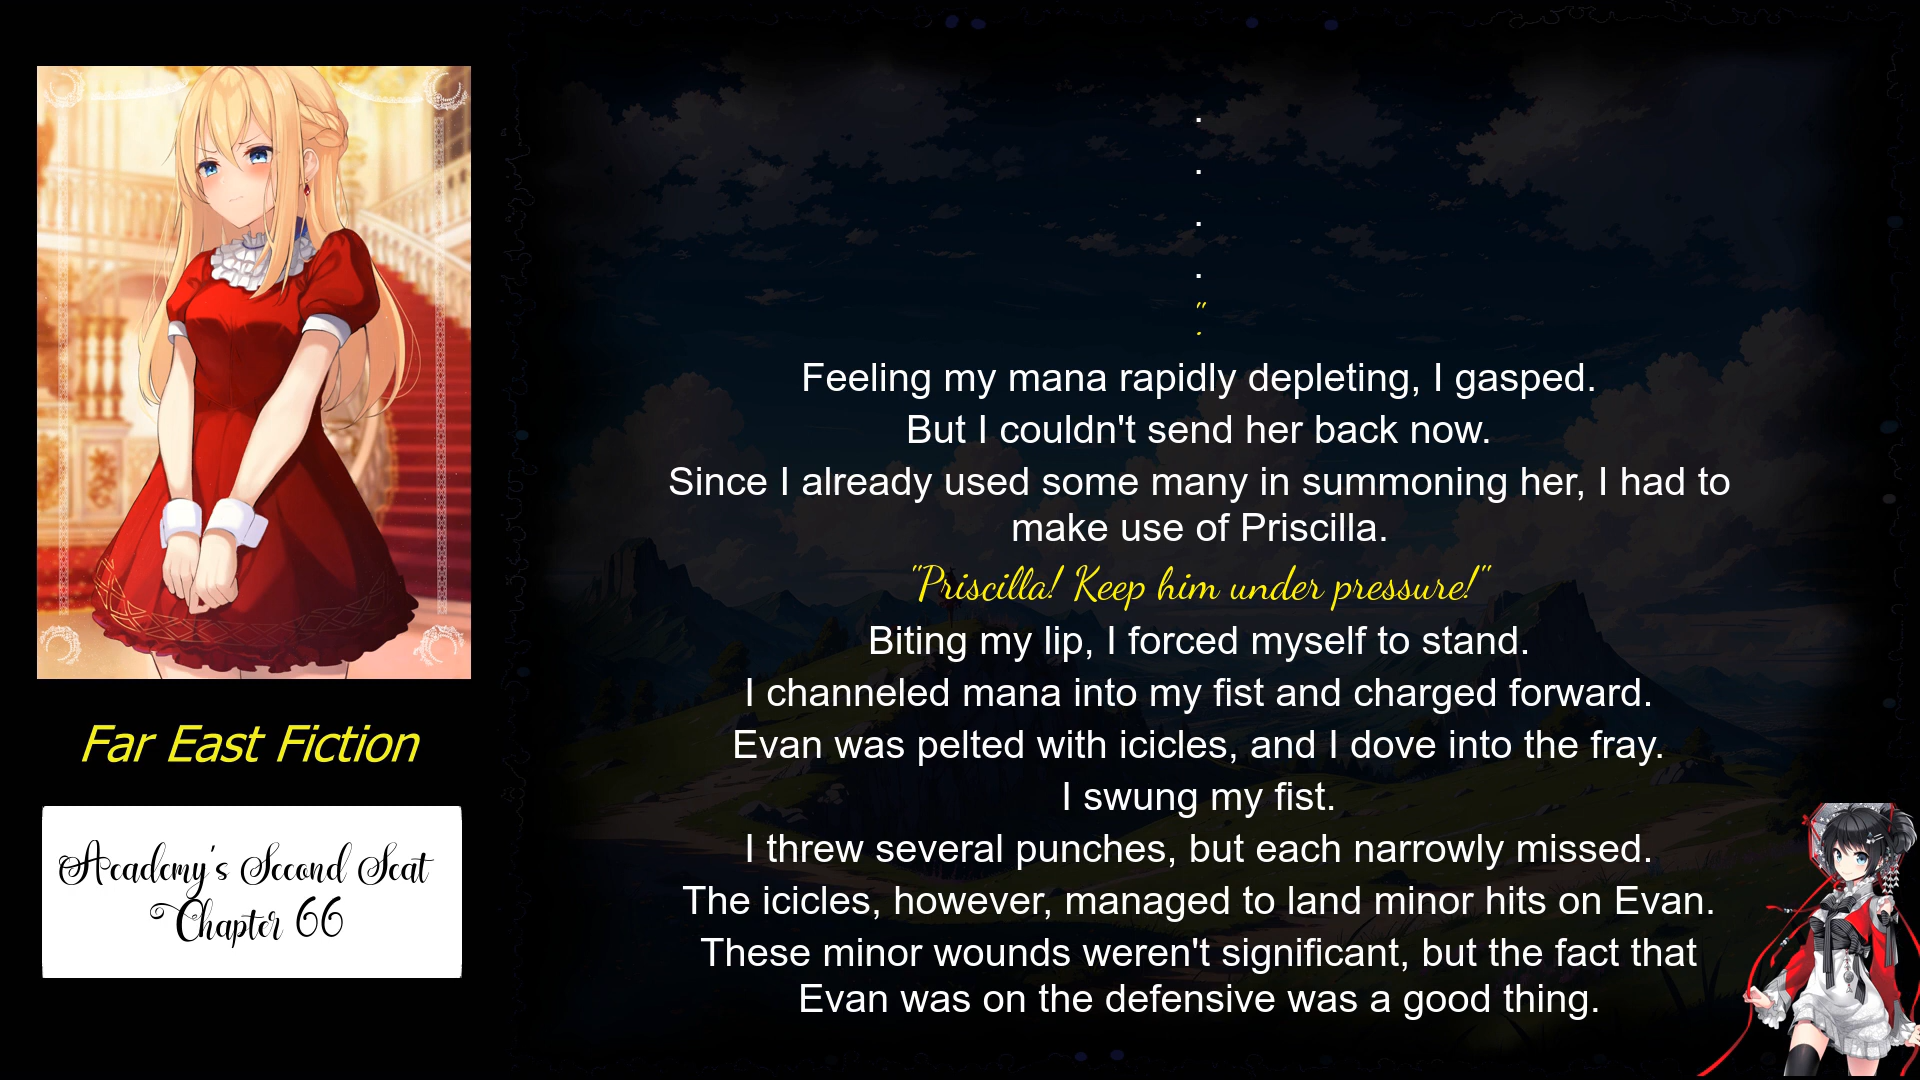 .
.
.
.
".
Feeling my mana rapidly depleting, I gasped.
But I couldn't send her back now.
Since I already used some many in summoning her, I had to
make use of Priscilla.
"Priscilla! Keep him under pressure!"
Biting my lip, I forced myself to stand.
I channeled mana into my fist and charged forward.
Evan was pelted with icicles, and I dove into the fray.
I swung my fist.
I threw several punches, but each narrowly missed.
The icicles, however, managed to land minor hits on Evan.
These minor wounds weren't significant, but the fact that
Evan was on the defensive was a good thing.
Far East Fiction
Academy's Second Seat
Chapter 66